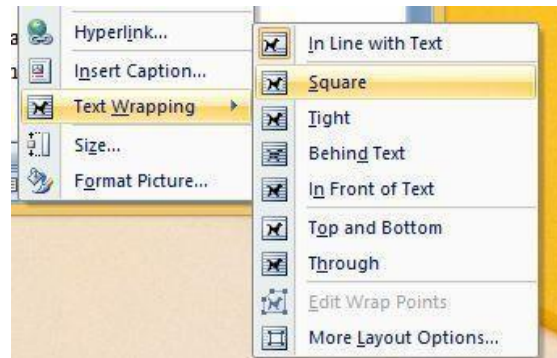 Hyperlink...
Insert Caption...
Text Wrapping
Size...
Format Picture...
In Line with Text
Square
Tight
Behind Text
In Front of Text
Top and Bottom
Through
Edit Wrap Points
More Layout Options...